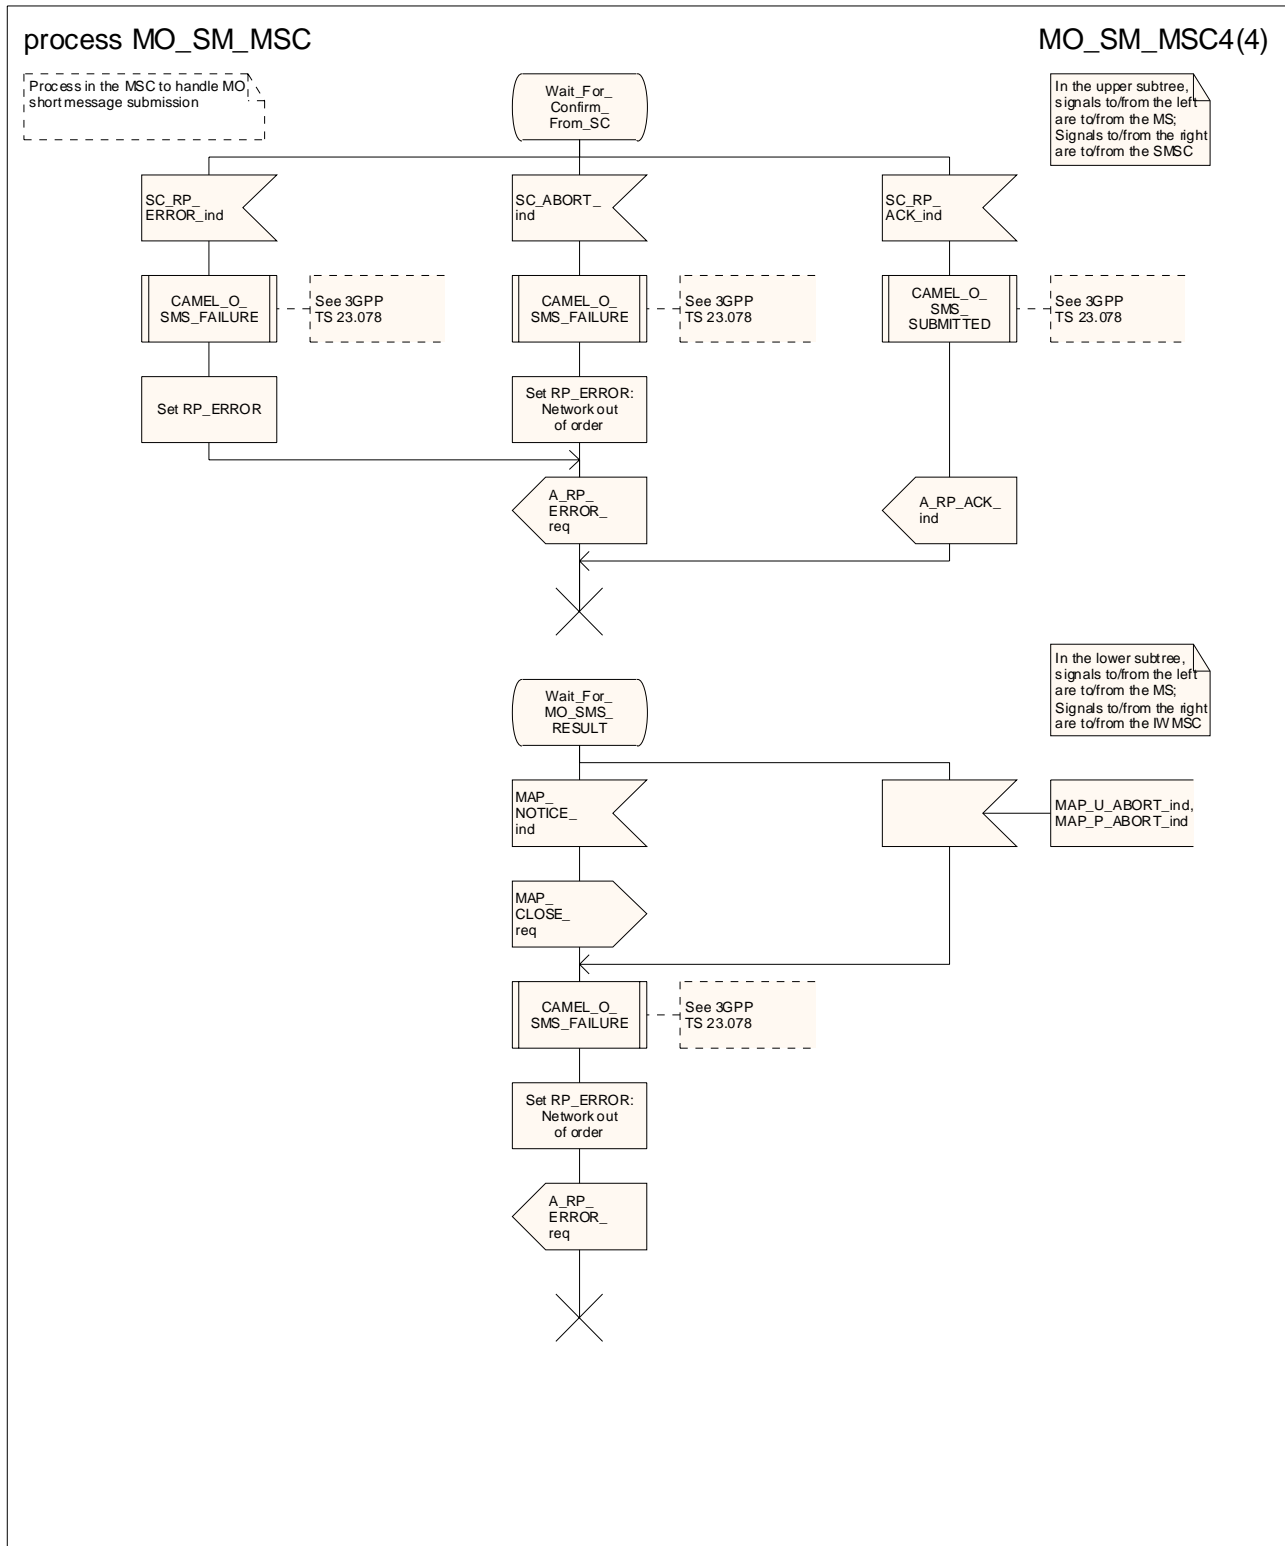 process MO_SM_MSC
MO_SM_MSC4(4)
Process in the MSC to handle MO
short message submission
Wait_For_
Confirm_
From_SC
In the upper subtree,
signals to/from the left
are to/from the MS;
Signals to/from the right
are to/from the SMSC
SC_RP_
ERROR_ind
SC_ABORT_
ind
SC_RP_
ACK_ind
CAMEL_O_
SMS_FAILURE
See 3GPP
TS 23.078
CAMEL_O_
SMS_FAILURE
See 3GPP
TS 23.078
CAMEL_O_
SMS_
SUBMITTED
See 3GPP
TS 23.078
Set RP_ERROR
Set RP_ERROR:
Network out
of order
A_RP_
ERROR_
req
A_RP_ACK_
ind
In the lower subtree,
signals to/from the left
are to/from the MS;
Signals to/from the right
are to/from the IWMSC
Wait_For_
MO_SMS_
RESULT
MAP_
NOTICE_
ind
MAP_U_ABORT_ind,
MAP_P_ABORT_ind
MAP_
CLOSE_
req
CAMEL_O_
SMS_FAILURE
See 3GPP
TS 23.078
Set RP_ERROR:
Network out
of order
A_RP_
ERROR_
req